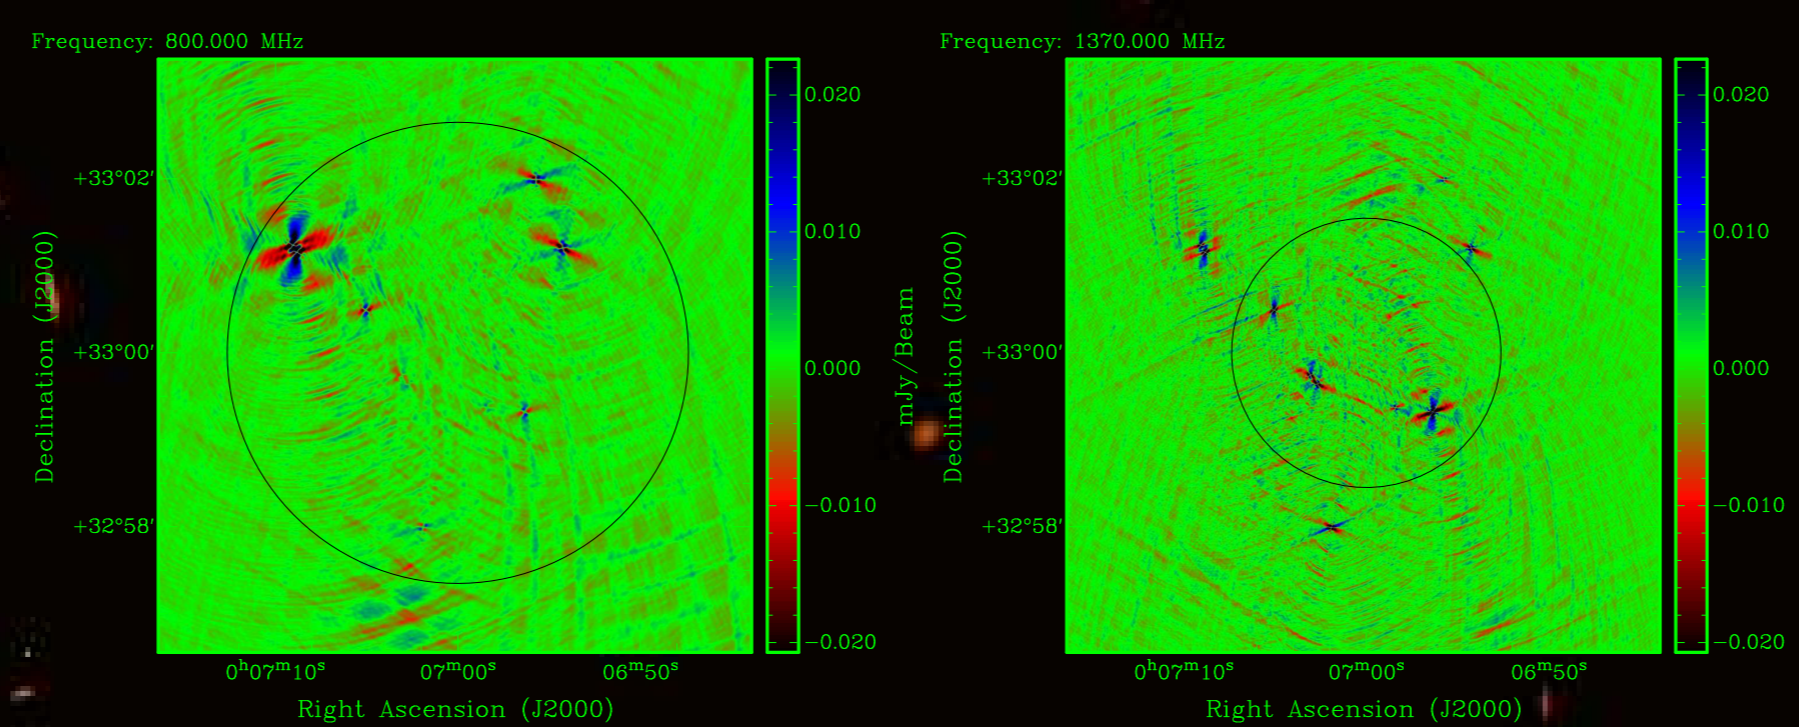 Frequency: 800.000 MHz
0.020
+33°02′
0.010
+33°00′
0.000
+32°58′
−0.010
−0.020
Declination (J2000)
mJy/Beam
0ʰ07ᵐ10ˢ 07ᵐ00ˢ 06ᵐ50ˢ
Right Ascension (J2000)
Frequency: 1370.000 MHz
0.020
+33°02′
0.010
+33°00′
0.000
+32°58′
−0.010
−0.020
Declination (J2000)
0ʰ07ᵐ10ˢ 07ᵐ00ˢ 06ᵐ50ˢ
Right Ascension (J2000)